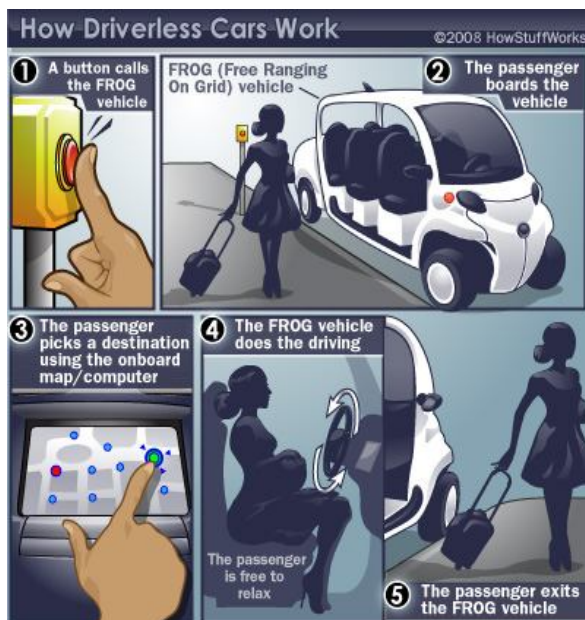 How Driverless Cars Work
©2008 HowStuffWorks
1 A button calls
the FROG
vehicle
FROG (Free Ranging
On Grid) vehicle
2 The passenger
boards the
vehicle
3 The passenger
picks a destination
using the onboard
map/computer
4 The FROG vehicle
does the driving
The passenger
is free to
relax
5 The passenger exits
the FROG vehicle